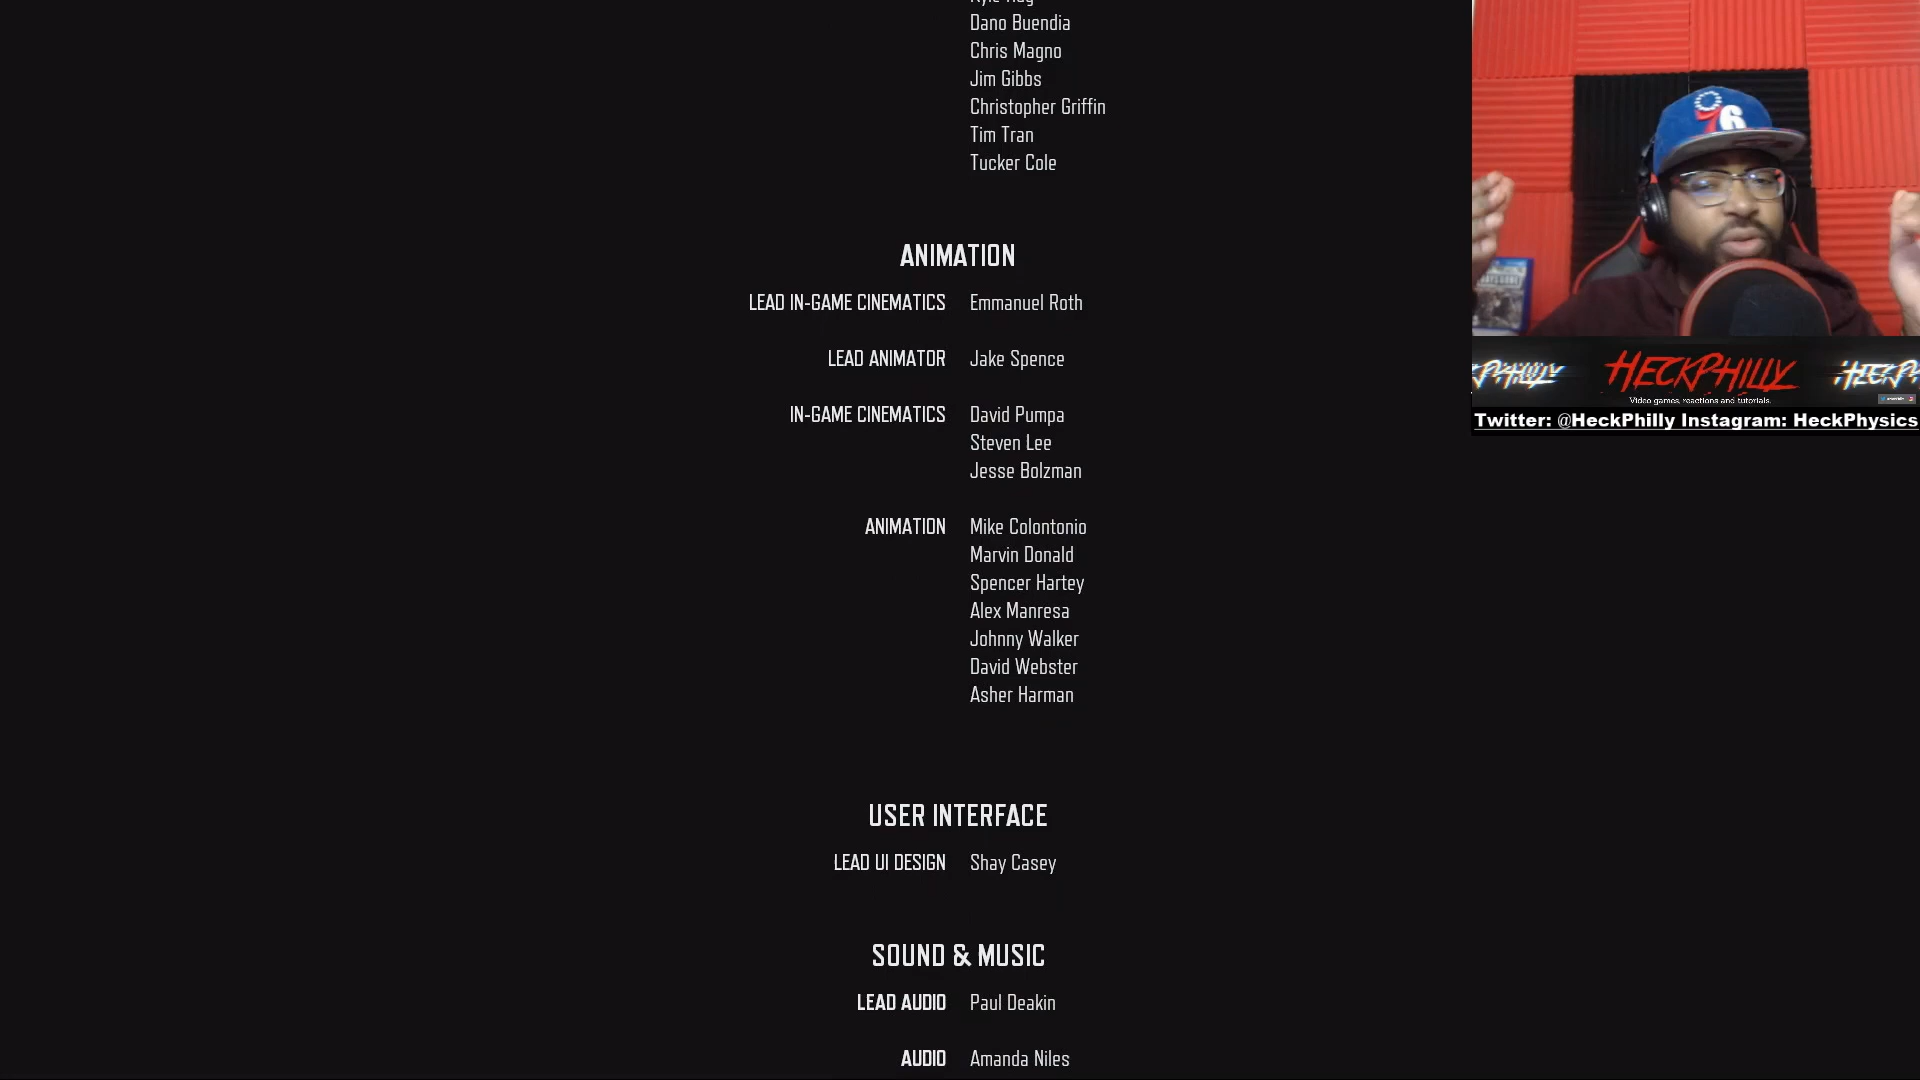 Dano Buendia
Chris Magno
Jim Gibbs
Christopher Griffin
Tim Tran
Tucker Cole
ANIMATION
LEAD IN-GAME CINEMATICS Emmanuel Roth
LEAD ANIMATOR Jake Spence
IN-GAME CINEMATICS David Pumpa
Steven Lee
Jesse Bolzman
ANIMATION Mike Colontonio
Marvin Donald
Spencer Hartey
Alex Manresa
Johnny Walker
David Webster
Asher Harman
USER INTERFACE
LEAD UI DESIGN Shay Casey
SOUND & MUSIC
LEAD AUDIO Paul Deakin
AUDIO Amanda Niles
76
DAYS GONE
HECKPHILLY
Video games, reactions and tutorials.
Twitter: @HeckPhilly Instagram: HeckPhysics